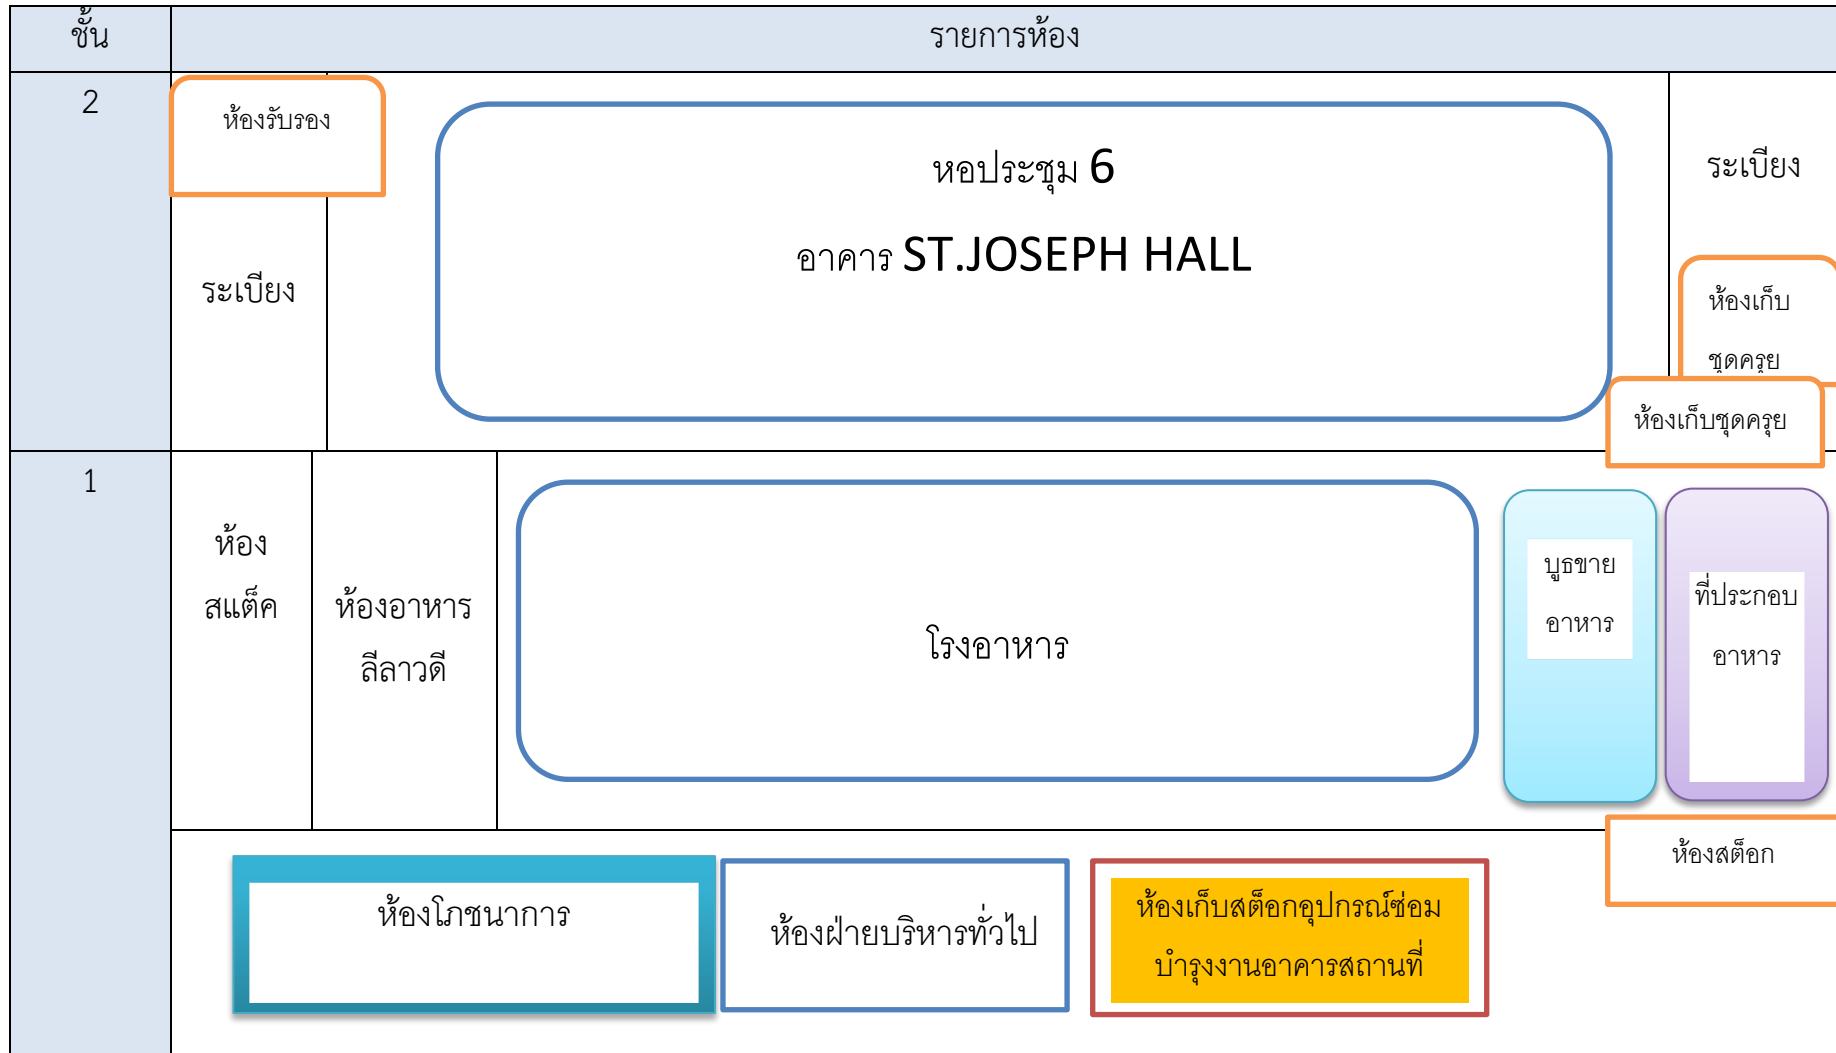 ชั้น
รายการห้อง
2
ห้องรับรอง
ระเบียง
หอประชุม 6
อาคาร ST.JOSEPH HALL
ระเบียง
ห้องเก็บ
ชุดครุย
ห้องเก็บชุดครุย
1
ห้อง
สแต็ค
ห้องอาหาร
ลีลาวดี
โรงอาหาร
บูธขาย
อาหาร
ที่ประกอบ
อาหาร
ห้องสต็อก
ห้องโภชนาการ
ห้องฝ่ายบริหารทั่วไป
ห้องเก็บสต็อกอุปกรณ์ซ่อม
บำรุงงานอาคารสถานที่